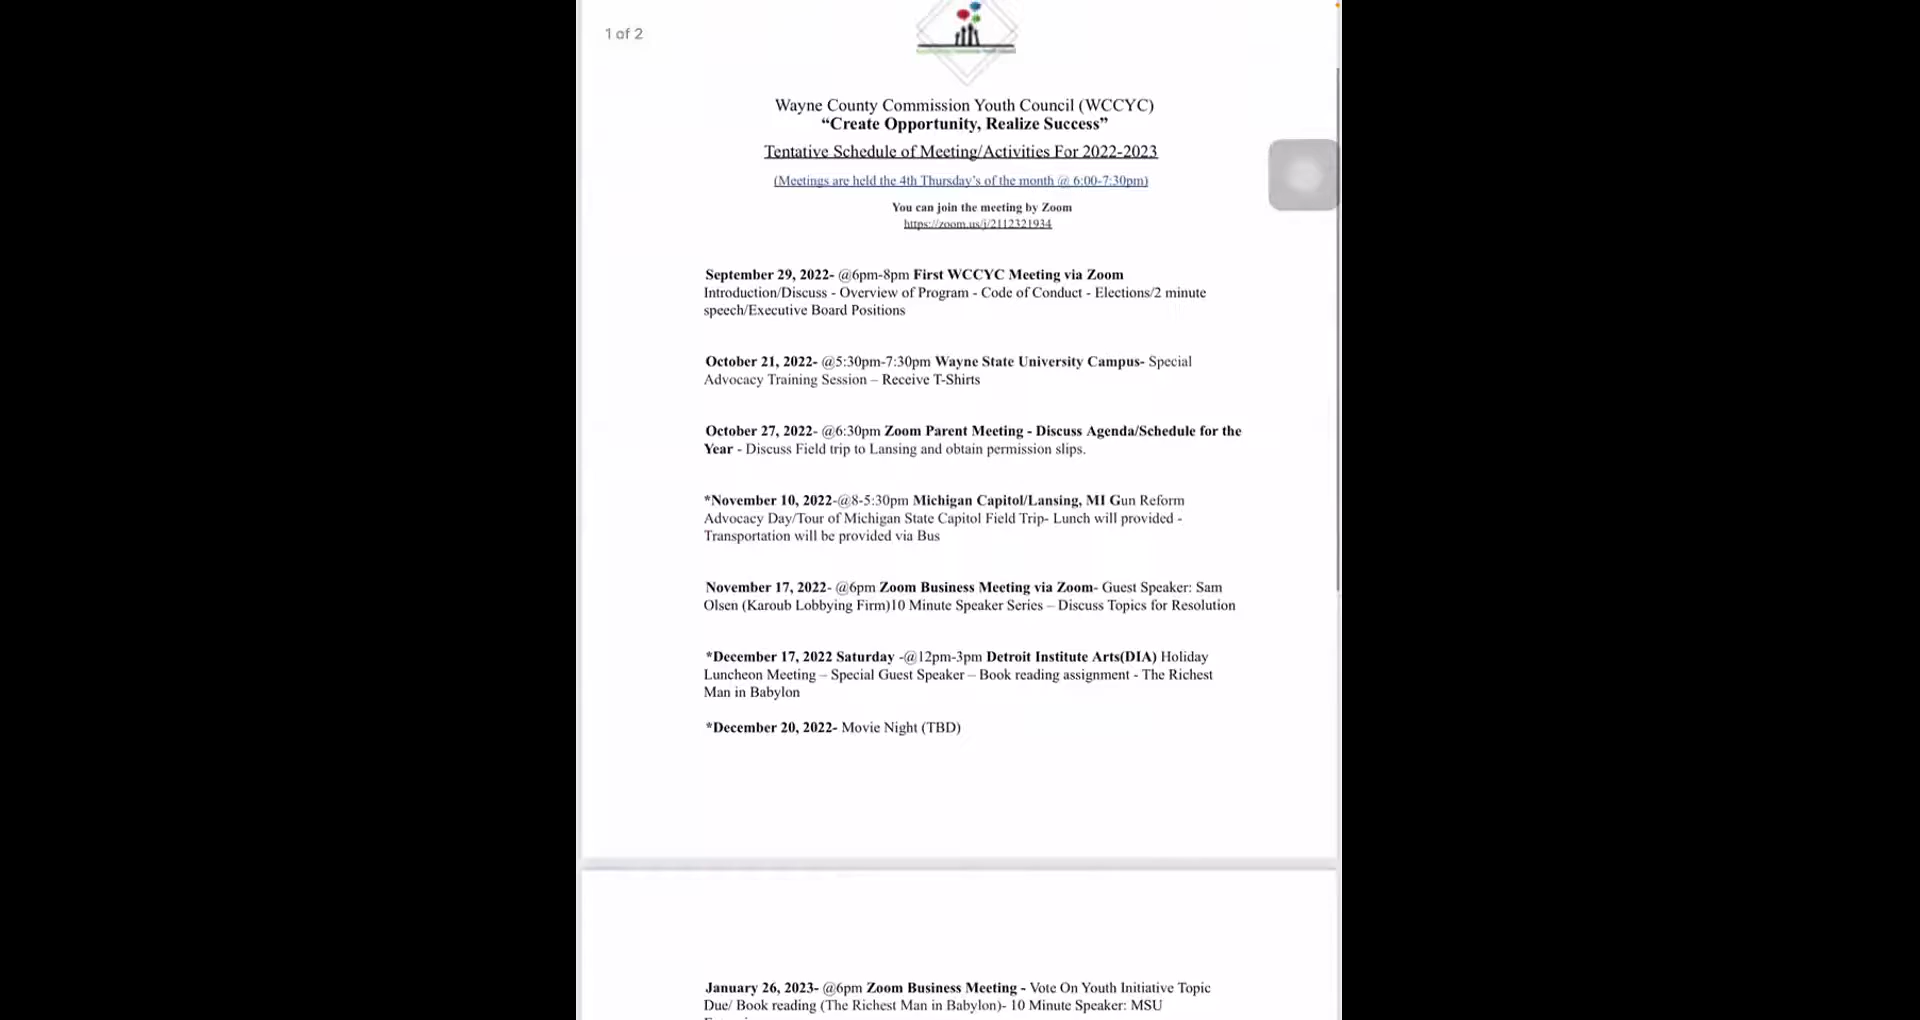 1 of 2
Wayne County Commission Youth Council (WCCYC)
“Create Opportunity, Realize Success”
Tentative Schedule of Meeting/Activities For 2022-2023
(Meetings are held the 4th Thursday’s of the month @ 6:00-7:30pm)
You can join the meeting by Zoom
https://zoom.us/j/2112321934
September 29, 2022- @6pm-8pm First WCCYC Meeting via Zoom
Introduction/Discuss - Overview of Program - Code of Conduct - Elections/2 minute
speech/Executive Board Positions
October 21, 2022- @5:30pm-7:30pm Wayne State University Campus- Special
Advocacy Training Session – Receive T-Shirts
October 27, 2022- @6:30pm Zoom Parent Meeting - Discuss Agenda/Schedule for the
Year - Discuss Field trip to Lansing and obtain permission slips.
*November 10, 2022-@8-5:30pm Michigan Capitol/Lansing, MI Gun Reform
Advocacy Day/Tour of Michigan State Capitol Field Trip- Lunch will provided -
Transportation will be provided via Bus
November 17, 2022- @6pm Zoom Business Meeting via Zoom- Guest Speaker: Sam
Olsen (Karoub Lobbying Firm)10 Minute Speaker Series – Discuss Topics for Resolution
*December 17, 2022 Saturday -@12pm-3pm Detroit Institute Arts(DIA) Holiday
Luncheon Meeting – Special Guest Speaker – Book reading assignment - The Richest
Man in Babylon
*December 20, 2022- Movie Night (TBD)
January 26, 2023- @6pm Zoom Business Meeting - Vote On Youth Initiative Topic
Due/ Book reading (The Richest Man in Babylon)- 10 Minute Speaker: MSU